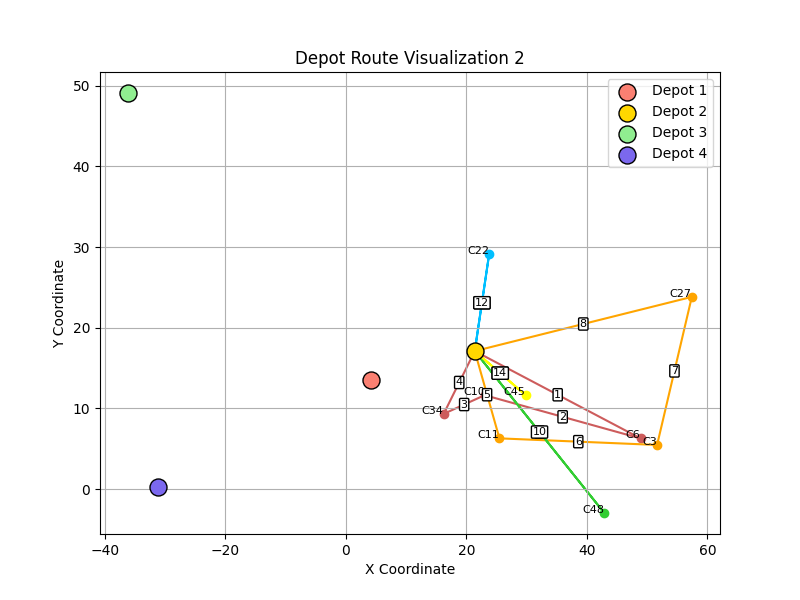 Depot Route Visualization 2
Depot 1
Depot 2
Depot 3
Depot 4
Y Coordinate
50
40
30
20
10
0
C22
12
C27
8
14
7
4
C10
5
C45
1
C34
3
2
C11
10
6
C6
C3
C48
−40
−20
0
20
40
60
X Coordinate